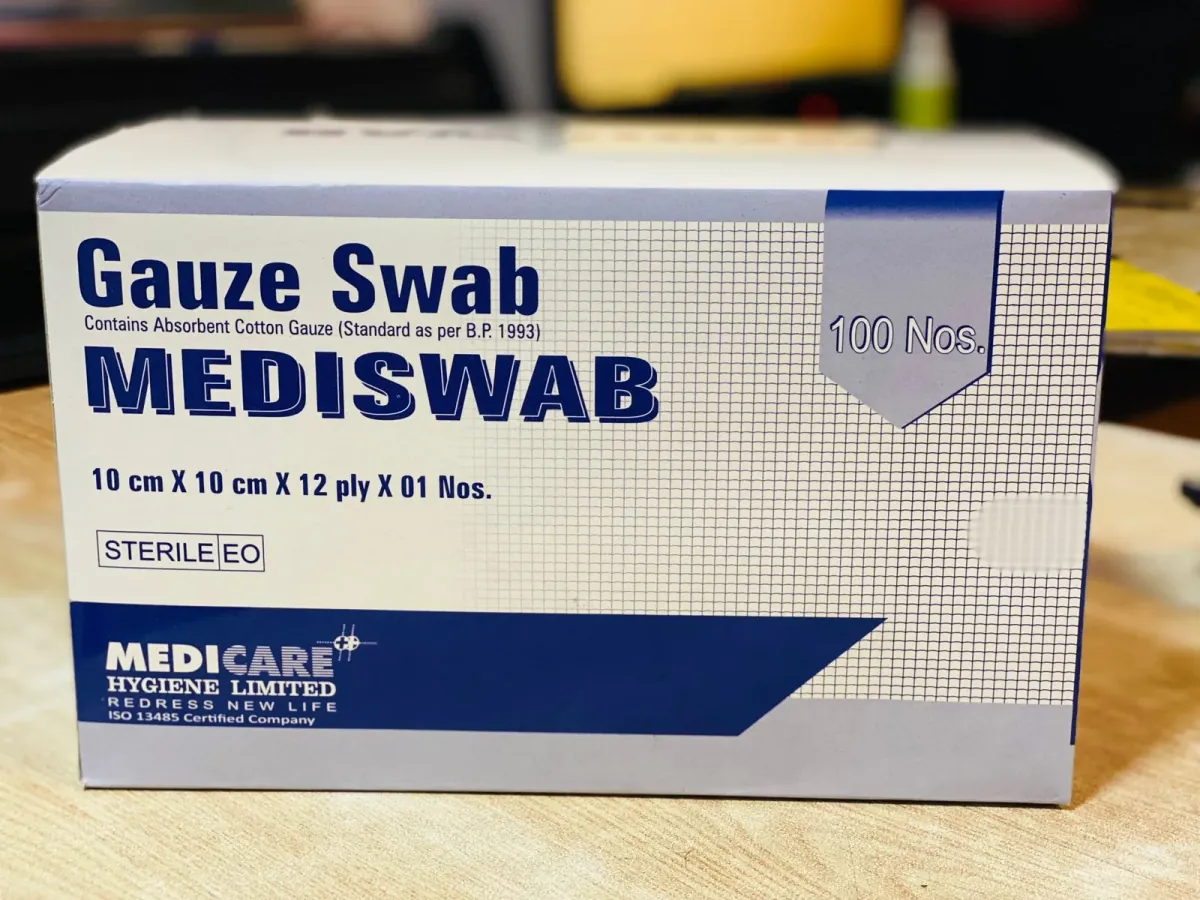 Gauze Swab
Contains Absorbent Cotton Gauze (Standard as per B.P. 1993)
MEDISWAB
100 Nos.
10 cm X 10 cm X 12 ply X 01 Nos.
STERILE EO
MEDICARE
HYGIENE LIMITED
REDRESS NEW LIFE
ISO 13485 Certified Company